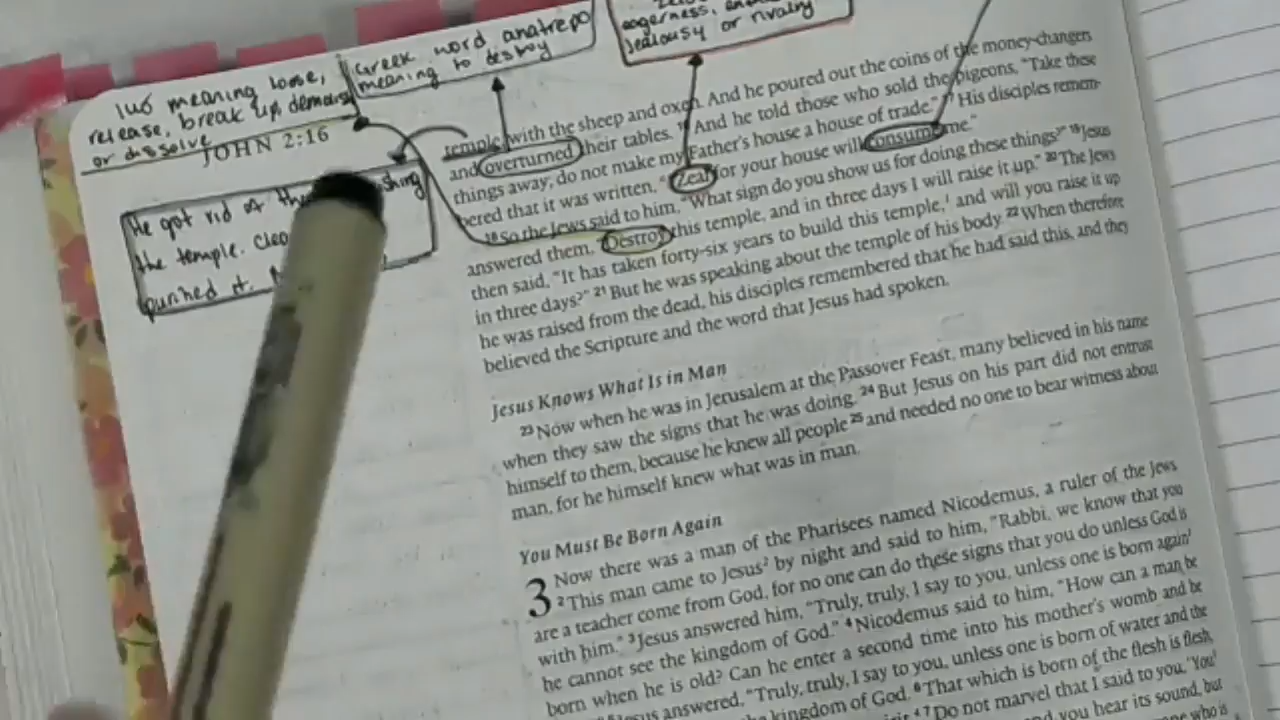 eagerness,
Jealousy or rivalry
Greek word anatrepo
meaning to destroy
luo meaning loose,
release, break up, demolish
or dissolve
JOHN 2:16
He got rid of
the temple.
temple, with the sheep and oxen. And he poured out the coins of the money-changers
and overturned their tables. And he told those who sold the pigeons, "Take these
things away; do not make my Father's house a house of trade." 17 His disciples remem-
bered that it was written, "Zeal for your house will consume me."
18 So the Jews said to him, "What sign do you show us for doing these things?" 19 Jesus
answered them, "Destroy this temple, and in three days I will raise it up." 20 The Jews
then said, "It has taken forty-six years to build this temple,1 and will you raise it up
in three days?" 21 But he was speaking about the temple of his body. 22 When therefore
he was raised from the dead, his disciples remembered that he had said this, and they
believed the Scripture and the word that Jesus had spoken.
Jesus Knows What Is in Man
23 Now when he was in Jerusalem at the Passover Feast, many believed in his name
when they saw the signs that he was doing. 24 But Jesus on his part did not entrust
himself to them, because he knew all people 25 and needed no one to bear witness about
man, for he himself knew what was in man.
You Must Be Born Again
3 Now there was a man of the Pharisees named Nicodemus, a ruler of the Jews.
2 This man came to Jesus2 by night and said to him, "Rabbi, we know that you
are a teacher come from God, for no one can do these signs that you do unless God is
with him." 3 Jesus answered him, "Truly, truly, I say to you, unless one is born again
he cannot see the kingdom of God." 4 Nicodemus said to him, "How can a man be
born when he is old? Can he enter a second time into his mother's womb and be
Jesus answered, "Truly, truly, I say to you, unless one is born of water and the
kingdom of God. 6 That which is born of the flesh is flesh,
7 Do not marvel that I said to you, 'You
and you hear its sound, but
one who is